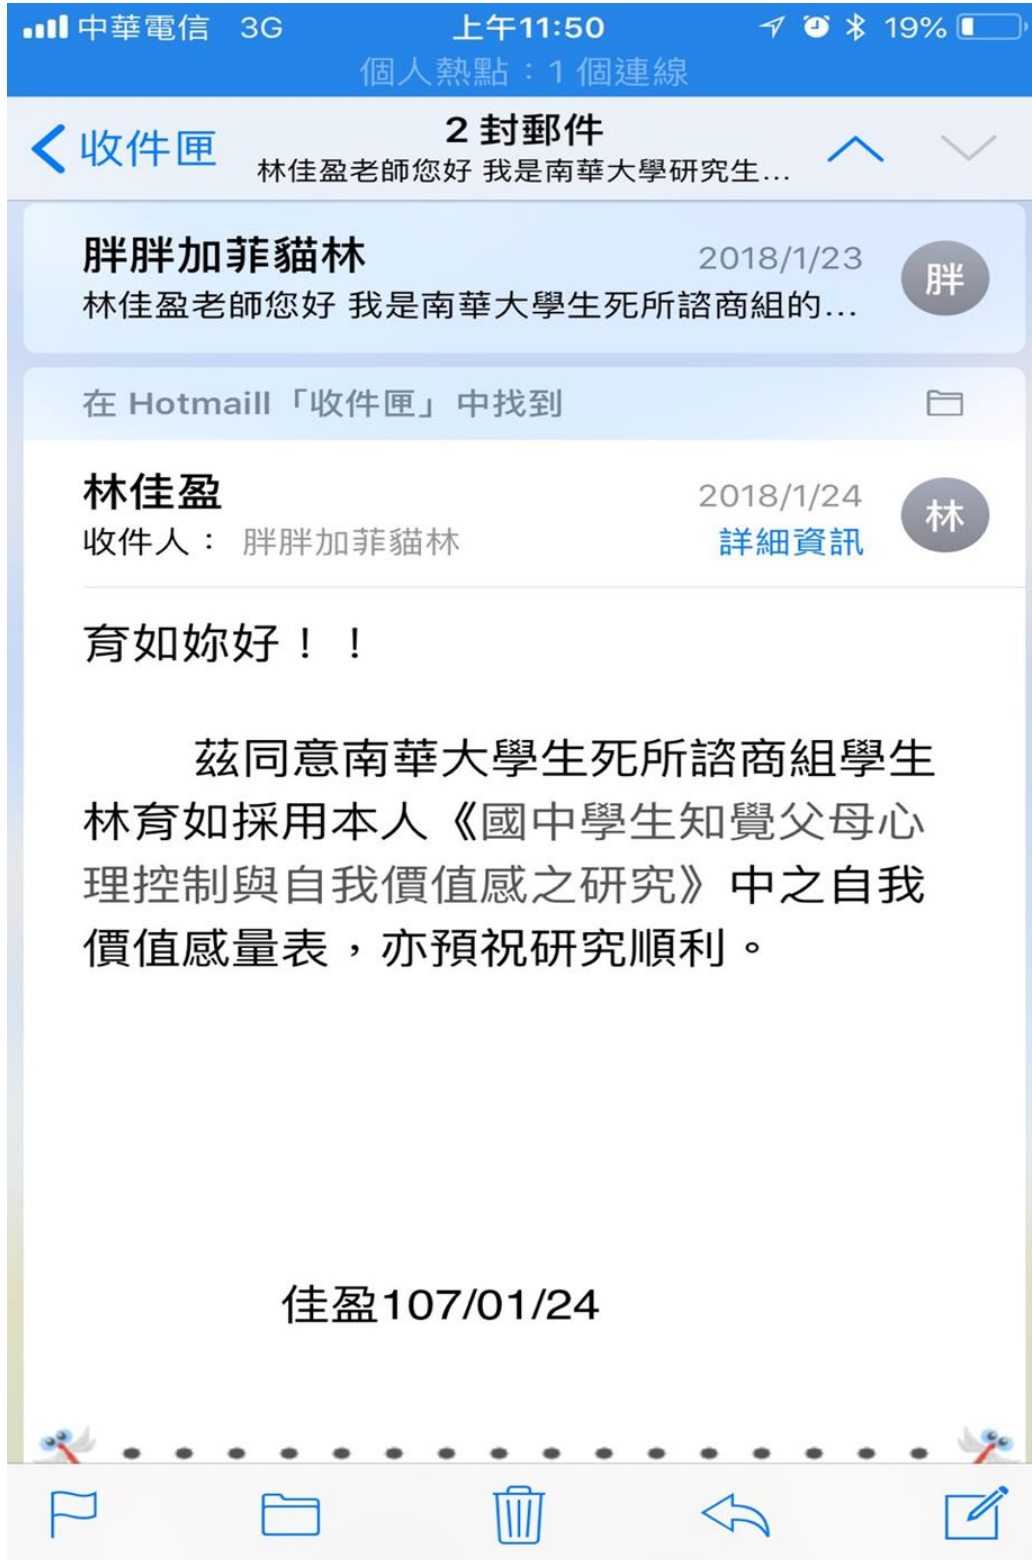 中華電信 3G 上午11:50 19%
個人熱點：1 個連線
收件匣 2 封郵件
林佳盈老師您好 我是南華大學研究生...
胖胖加菲貓林 2018/1/23 胖
林佳盈老師您好 我是南華大學生死所諮商組的...
在 Hotmaill「收件匣」中找到
林佳盈 2018/1/24 林
收件人： 胖胖加菲貓林 詳細資訊
育如妳好！！
茲同意南華大學生死所諮商組學生
林育如採用本人《國中學生知覺父母心
理控制與自我價值感之研究》中之自我
價值感量表，亦預祝研究順利。
佳盈107/01/24